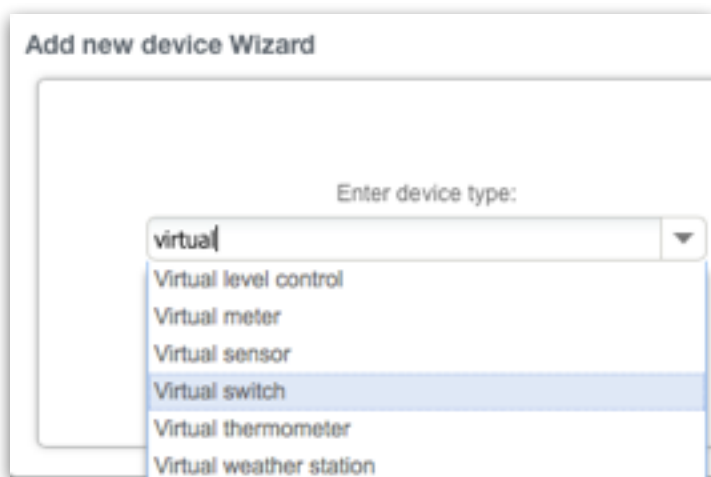 Add new device Wizard
Enter device type:
virtual
Virtual level control
Virtual meter
Virtual sensor
Virtual switch
Virtual thermometer
Virtual weather station